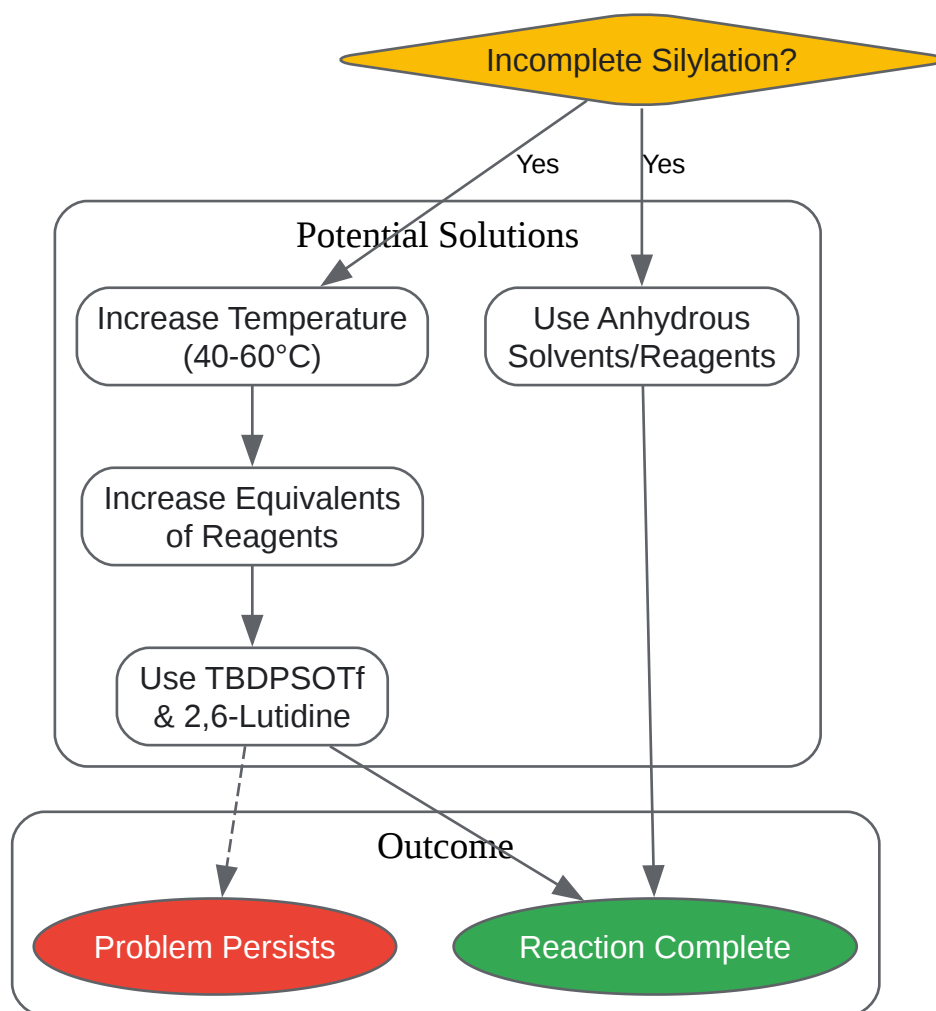 Incomplete Silylation?
Yes
Yes
Potential Solutions
Increase Temperature
(40-60°C)
Use Anhydrous
Solvents/Reagents
Increase Equivalents
of Reagents
Use TBDPSOTf
& 2,6-Lutidine
Outcome
Problem Persists
Reaction Complete